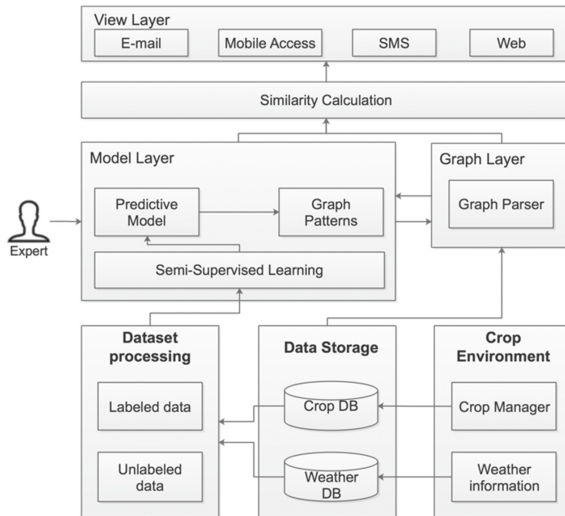 View Layer
E-mail
Mobile Access
SMS
Web
Similarity Calculation
Model Layer
Graph Layer
Predictive
Model
Graph
Patterns
Graph Parser
Expert
Semi-Supervised Learning
Dataset
processing
Data Storage
Crop
Environment
Labeled data
Crop DB
Crop Manager
Unlabeled
data
Weather
DB
Weather
information